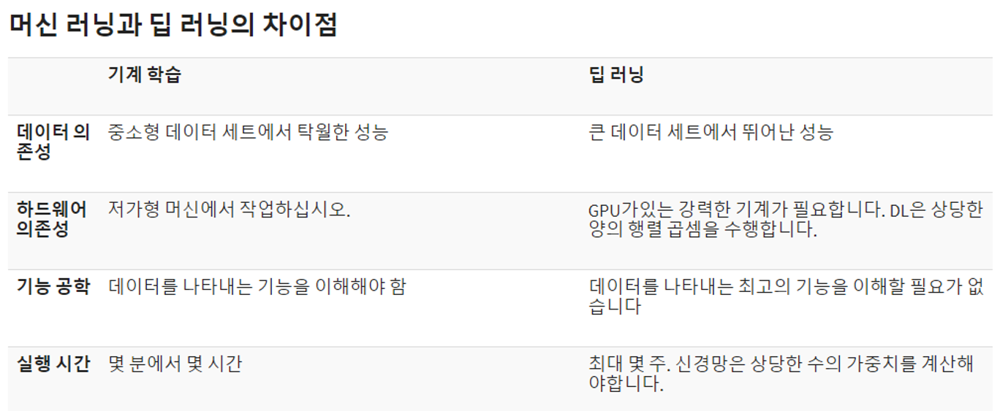 머신 러닝과 딥 러닝의 차이점
기계 학습 딥 러닝
데이터 의 중소형 데이터 세트에서 탁월한 성능 큰 데이터 세트에서 뛰어난 성능
존성
하드웨어 저가형 머신에서 작업하십시오. GPU가있는 강력한 기계가 필요합니다. DL은 상당한
의존성 양의 행렬 곱셈을 수행합니다.
기능 공학 데이터를 나타내는 기능을 이해해야 함 데이터를 나타내는 최고의 기능을 이해할 필요가 없
습니다
실행 시간 몇 분에서 몇 시간 최대 몇 주. 신경망은 상당한 수의 가중치를 계산해
야합니다.